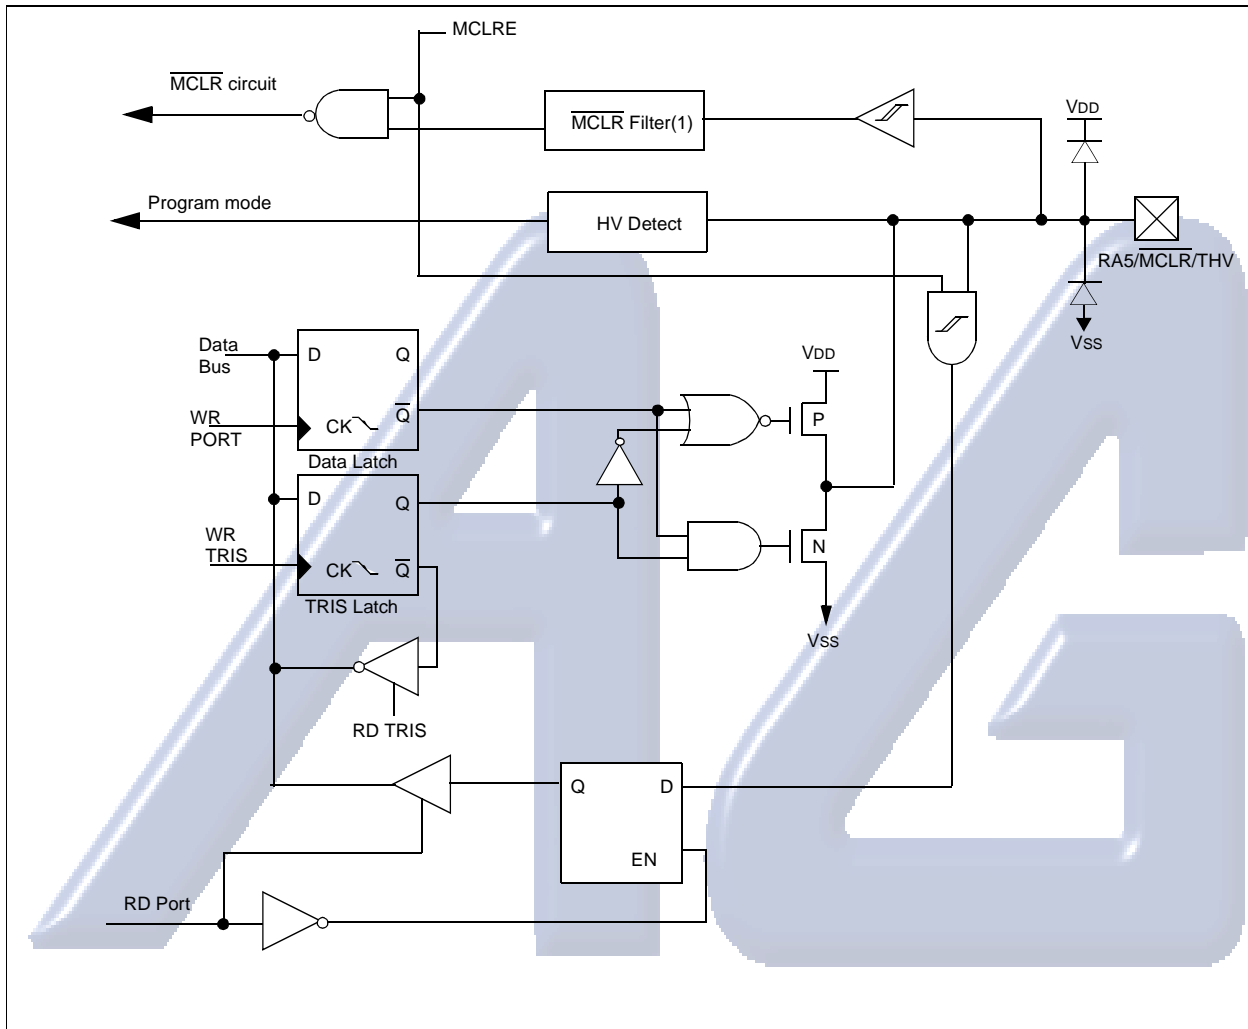 MCLRE
MCLR circuit
MCLR Filter(1)
VDD
Program mode
HV Detect
RA5/MCLR/THV
VSS
Data
Bus
D
Q
VDD
WR
PORT
CK
Q
P
Data Latch
D
Q
WR
TRIS
CK
Q
N
TRIS Latch
VSS
RD TRIS
Q
D
EN
RD Port
AG